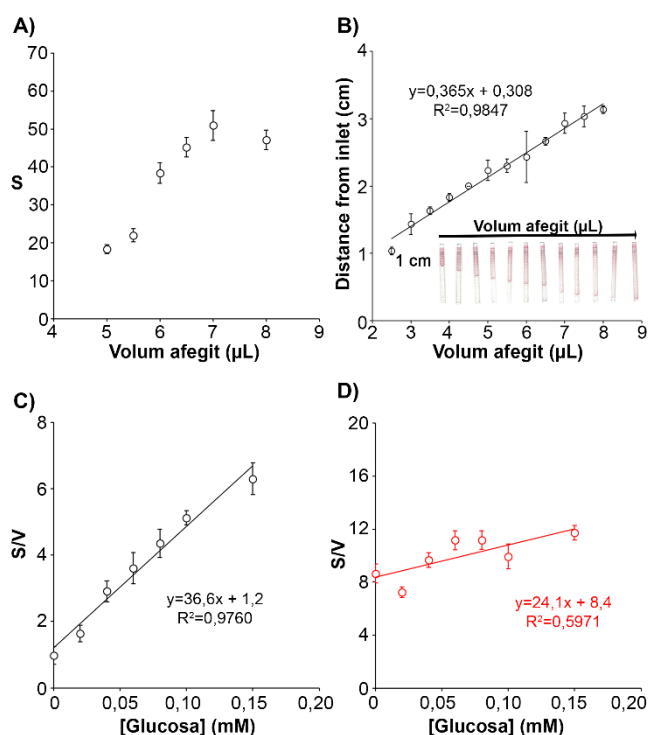 A)
70
60
50
40
30
20
10
0
S
4 5 6 7 8 9
Volum afegit (µL)
B)
4
3
2
1
0
Distance from inlet (cm)
y=0,365x + 0,308
R²=0,9847
Volum afegit (µL)
1 cm
2 3 4 5 6 7 8 9
Volum afegit (µL)
C)
8
6
4
2
0
S/V
y=36,6x + 1,2
R²=0,9760
0 0,05 0,10 0,15 0,20
[Glucosa] (mM)
D)
20
16
12
8
4
0
S/V
y=24,1x + 8,4
R²=0,5971
0 0,05 0,10 0,15 0,20
[Glucosa] (mM)